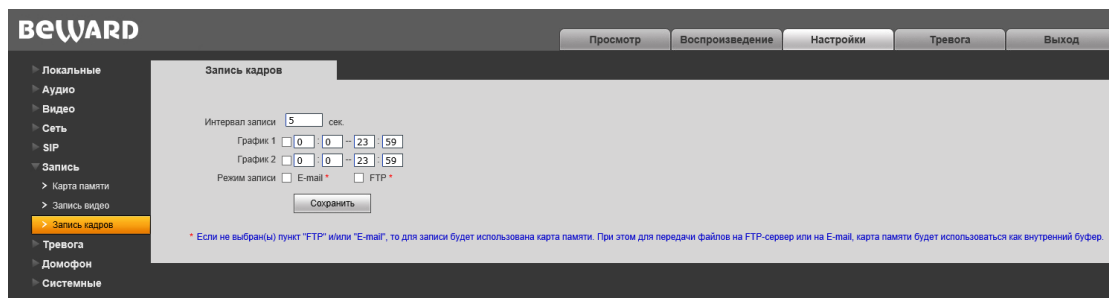 BEWARD
Просмотр
Воспроизведение
Настройки
Тревога
Выход
Локальные
Аудио
Видео
Сеть
SIP
Запись
Карта памяти
Запись видео
Запись кадров
Тревога
Домофон
Системные
Запись кадров
Интервал записи 5 сек.
График 1 0 : 0 -- 23 : 59
График 2 0 : 0 -- 23 : 59
Режим записи E-mail * FTP *
Сохранить
* Если не выбран(ы) пункт "FTP" и/или "E-mail", то для записи будет использована карта памяти. При этом для передачи файлов на FTP-сервер или на E-mail, карта памяти будет использоваться как внутренний буфер.